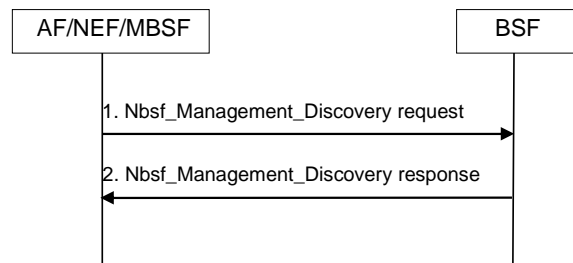 AF/NEF/MBSF
BSF
1. Nbsf_Management_Discovery request
2. Nbsf_Management_Discovery response